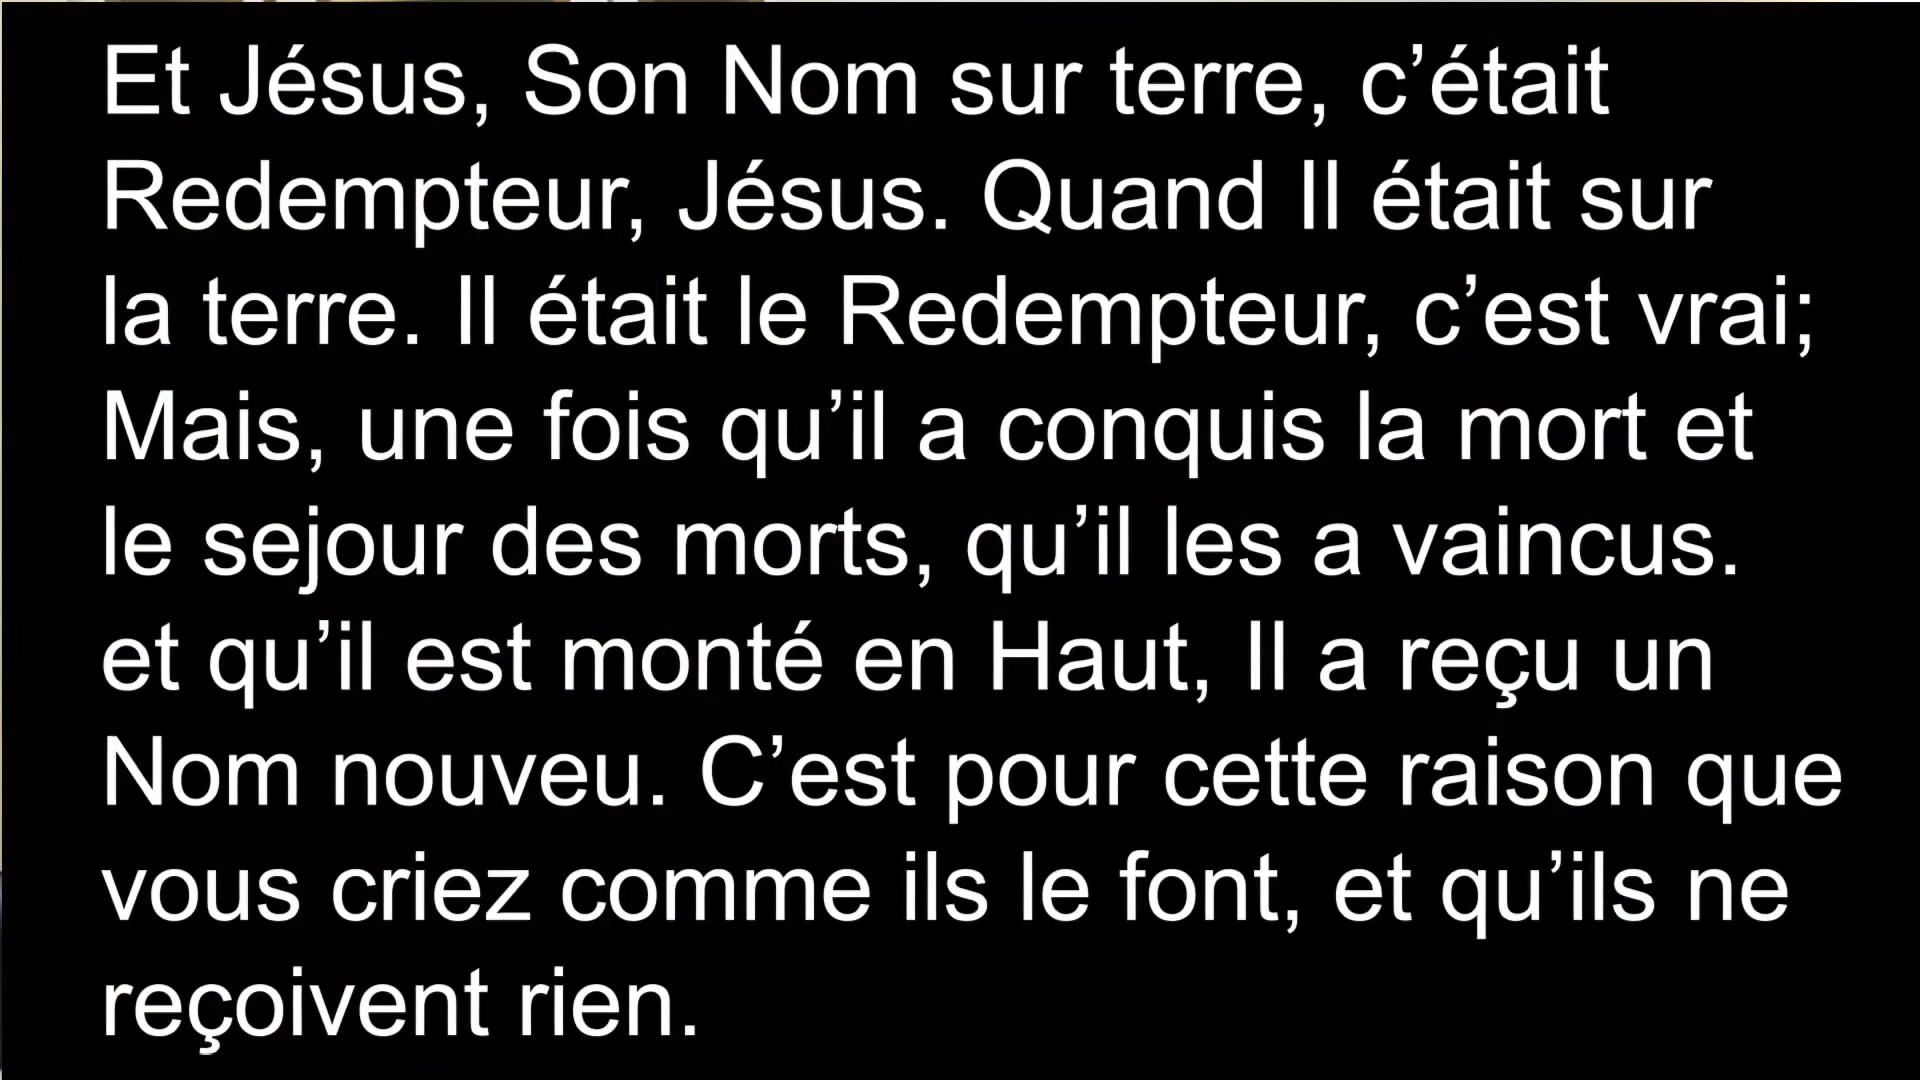 Et Jésus, Son Nom sur terre, c’était
Redempteur, Jésus. Quand Il était sur
la terre. Il était le Redempteur, c’est vrai;
Mais, une fois qu’il a conquis la mort et
le sejour des morts, qu’il les a vaincus.
et qu’il est monté en Haut, Il a reçu un
Nom nouveu. C’est pour cette raison que
vous criez comme ils le font, et qu’ils ne
reçoivent rien.